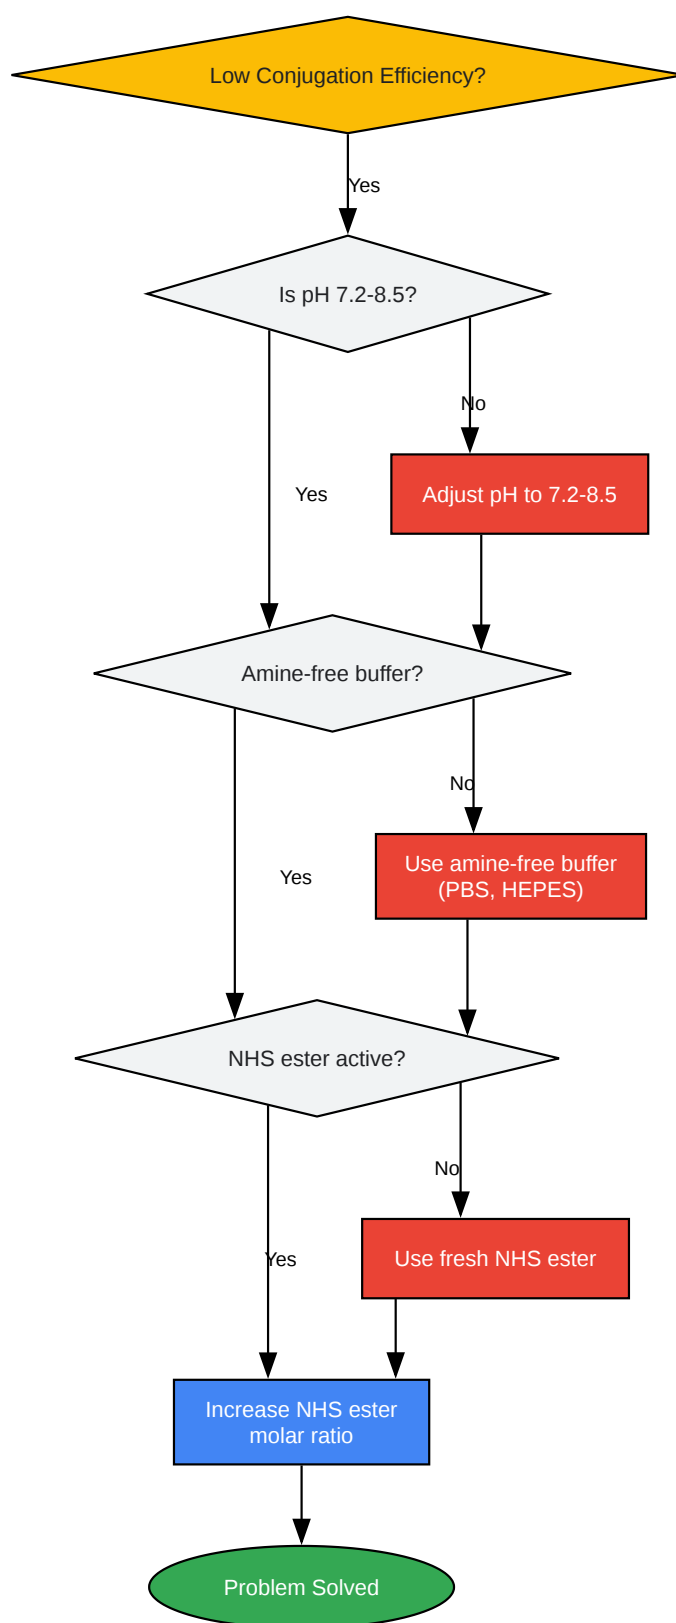 Low Conjugation Efficiency?
Yes
Is pH 7.2-8.5?
No
Yes
Adjust pH to 7.2-8.5
Amine-free buffer?
No
Yes
Use amine-free buffer
(PBS, HEPES)
NHS ester active?
No
Yes
Use fresh NHS ester
Increase NHS ester
molar ratio
Problem Solved